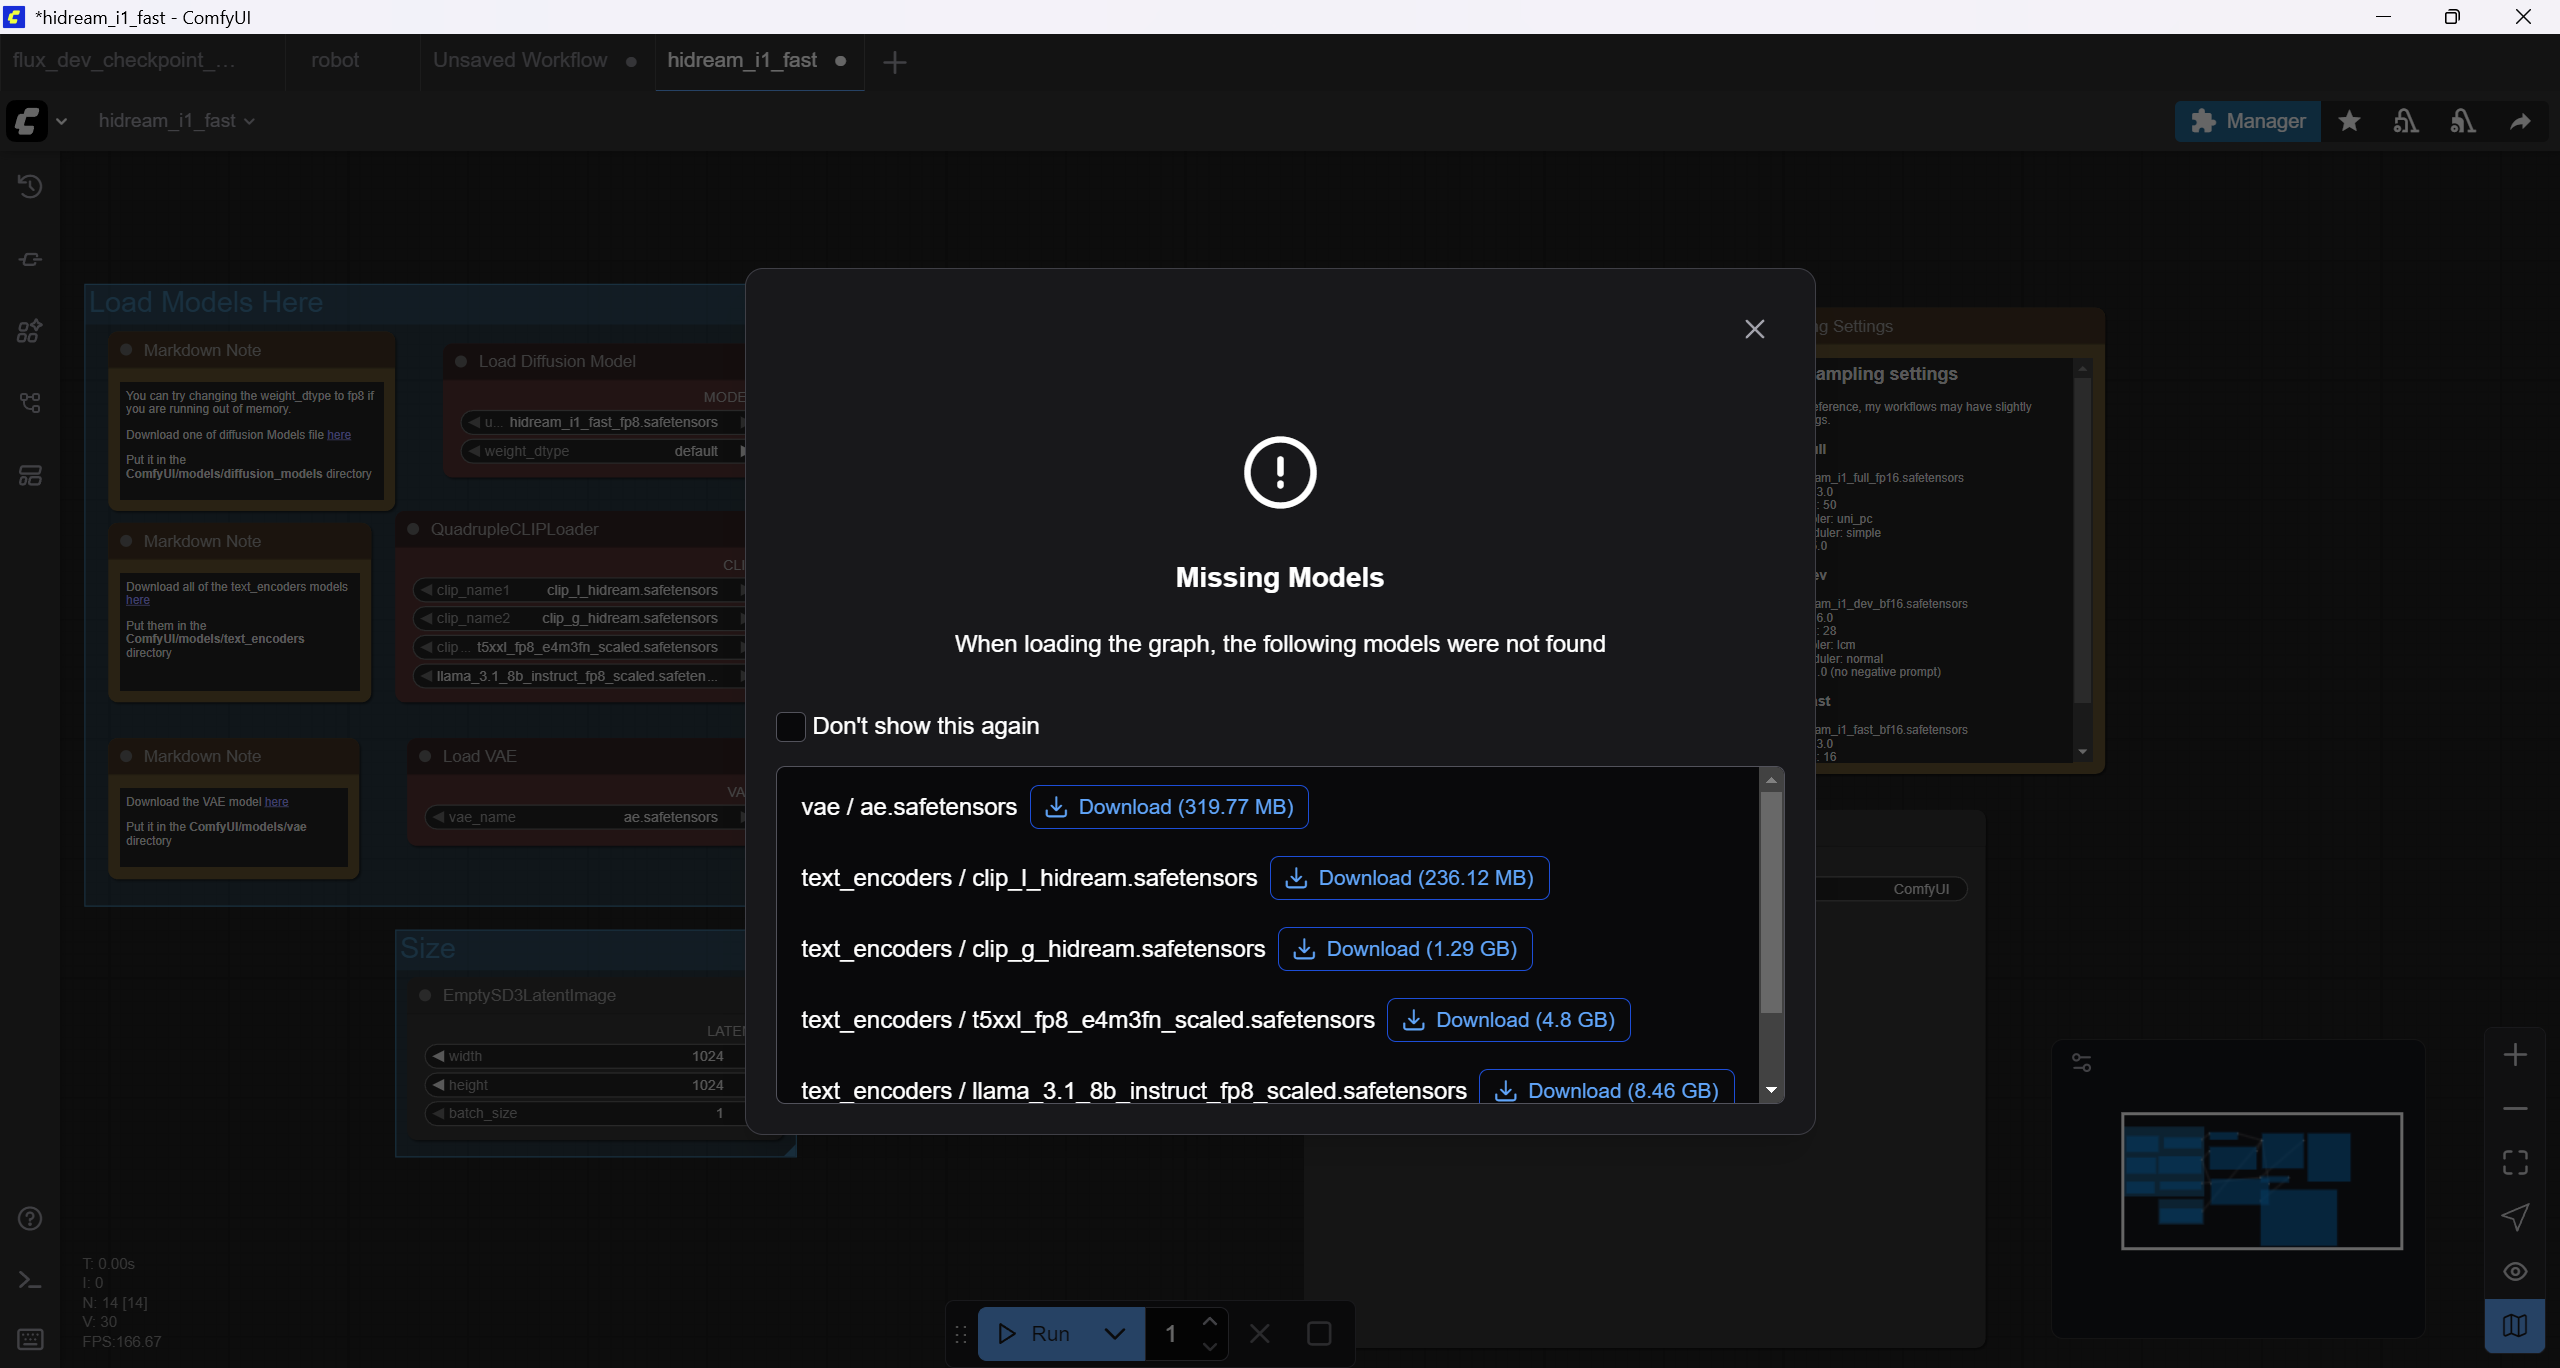 *hidream_i1_fast - ComfyUI
flux_dev_checkpoint_...
robot
Unsaved Workflow
hidream_i1_fast
hidream_i1_fast
Manager
Load Models Here
Markdown Note
You can try changing the weight_dtype to fp8 if
you are running out of memory.
Download one of diffusion Models file here
Put it in the
ComfyUI/models/diffusion_models directory
Load Diffusion Model
MODE
u... hidream_i1_fast_fp8.safetensors
weight_dtype default
Markdown Note
Download all of the text_encoders models
here
Put them in the
ComfyUI/models/text_encoders
directory
QuadrupleCLIPLoader
CLI
clip_name1 clip_l_hidream.safetensors
clip_name2 clip_g_hidream.safetensors
clip... t5xxl_fp8_e4m3fn_scaled.safetensors
llama_3.1_8b_instruct_fp8_scaled.safeten...
Markdown Note
Download the VAE model here
Put it in the ComfyUI/models/vae
directory
Load VAE
VA
vae_name ae.safetensors
Size
EmptySD3LatentImage
LATE
width 1024
height 1024
batch_size 1
Missing Models
When loading the graph, the following models were not found
Don't show this again
vae / ae.safetensors Download (319.77 MB)
text_encoders / clip_l_hidream.safetensors Download (236.12 MB)
text_encoders / clip_g_hidream.safetensors Download (1.29 GB)
text_encoders / t5xxl_fp8_e4m3fn_scaled.safetensors Download (4.8 GB)
text_encoders / llama_3.1_8b_instruct_fp8_scaled.safetensors Download (8.46 GB)
g Settings
ampling settings
eference, my workflows may have slightly
gs.
ull
am_i1_full_fp16.safetensors
3.0
: 50
ler: uni_pc
duler: simple
.0
ev
am_i1_dev_bf16.safetensors
6.0
: 28
ler: lcm
duler: normal
.0 (no negative prompt)
st
am_i1_fast_bf16.safetensors
3.0
: 16
ComfyUI
T: 0.00s
I: 0
N: 14 [14]
V: 30
FPS:166.67
Run
1